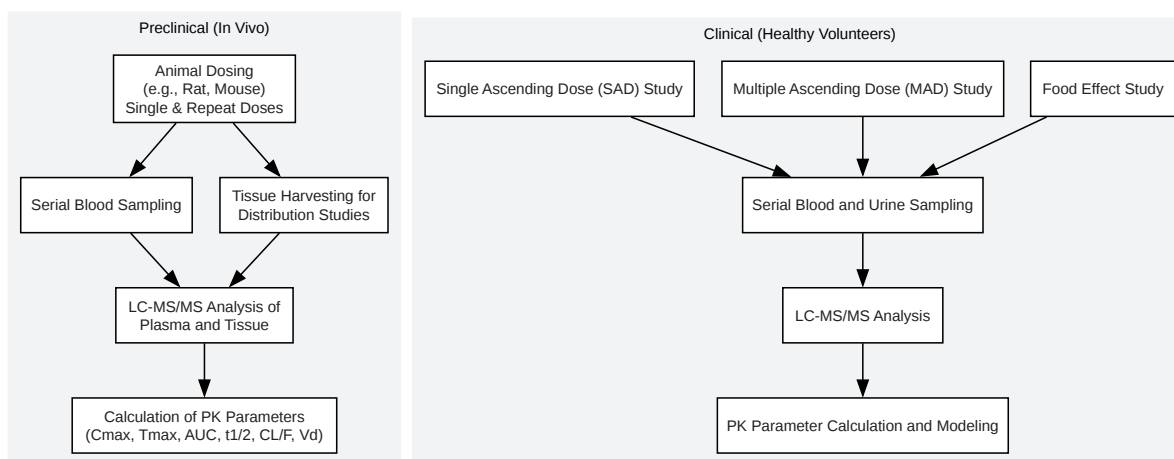 Preclinical (In Vivo)
Animal Dosing
(e.g., Rat, Mouse)
Single & Repeat Doses
Serial Blood Sampling
Tissue Harvesting for
Distribution Studies
LC-MS/MS Analysis of
Plasma and Tissue
Calculation of PK Parameters
(Cmax, Tmax, AUC, t1/2, CL/F, Vd)
Clinical (Healthy Volunteers)
Single Ascending Dose (SAD) Study
Multiple Ascending Dose (MAD) Study
Food Effect Study
Serial Blood and Urine Sampling
LC-MS/MS Analysis
PK Parameter Calculation and Modeling